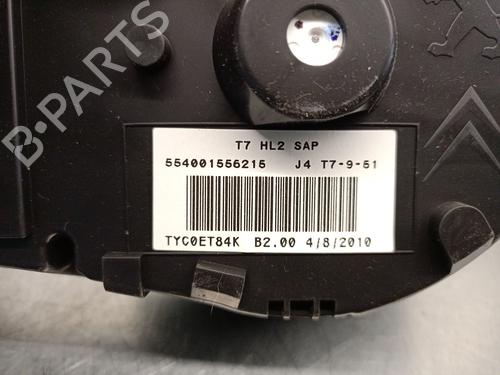 T7 HL2 SAP
554001556215 J4 T7-9-51
TYC0ET84K B2.00 4/8/2010
B-PARTS